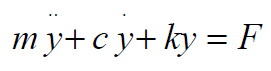 m ÿ + c ẏ + ky = F